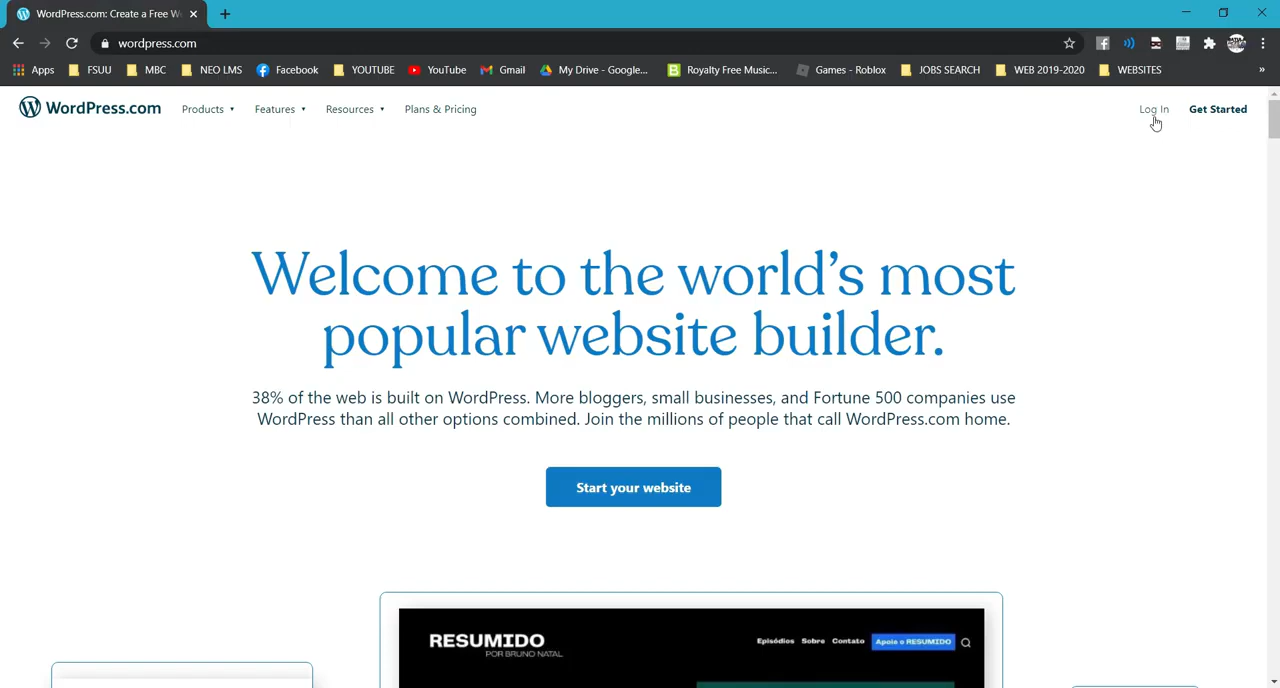 WordPress.com: Create a Free W
wordpress.com
Apps FSUU MBC NEO LMS Facebook YOUTUBE YouTube Gmail My Drive - Google... Royalty Free Music... Games - Roblox JOBS SEARCH WEB 2019-2020 WEBSITES »
WordPress.com Products Features Resources Plans & Pricing Log In Get Started
Welcome to the world’s most
popular website builder.
38% of the web is built on WordPress. More bloggers, small businesses, and Fortune 500 companies use
WordPress than all other options combined. Join the millions of people that call WordPress.com home.
Start your website
RESUMIDO
POR BRUNO NATAL
Episódios Sobre Contato Apoie o RESUMIDO